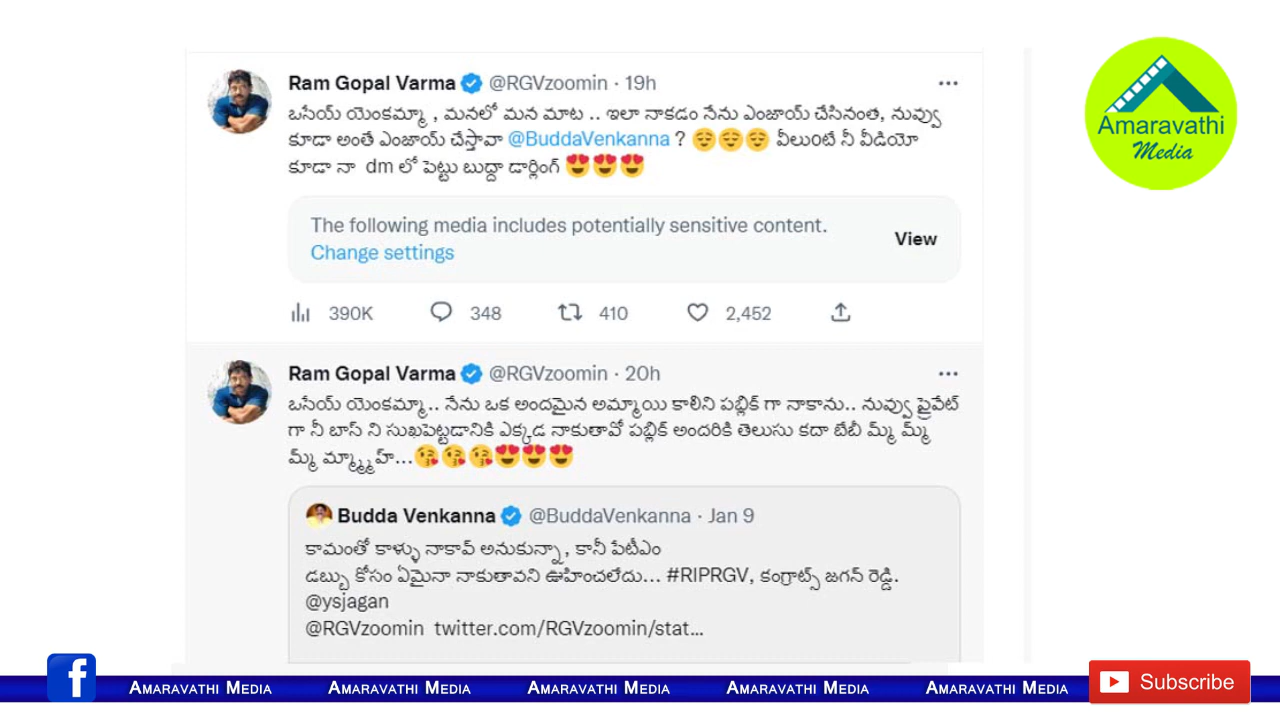 Ram Gopal Varma @RGVzoomin · 19h
ఒసేయ్ యెంకమ్మా , మనలో మన మాట .. ఇలా నాకడం నేను ఎంజాయ్ చేసినంత, నువ్వు
కూడా అంతే ఎంజాయ్ చేస్తావా @BuddaVenkanna ? 😌😌😌 వీలుంటే నీ వీడియో
కూడా నా dm లో పెట్టు బుద్దా డార్లింగ్ 😍😍😍
The following media includes potentially sensitive content.
Change settings
View
390K 348 410 2,452
Ram Gopal Varma @RGVzoomin · 20h
ఒసేయ్ యెంకమ్మా.. నేను ఒక అందమైన అమ్మాయి కాలిని పబ్లిక్ గా నాకాను.. నువ్వు ప్రైవేట్
గా నీ బాస్ ని సుఖపెట్టడానికి ఎక్కడ నాకుతావో పబ్లిక్ అందరికి తెలుసు కదా బేబీ మ్మ్ మ్మ్
మ్మ్ మ్మ్మ్మాహ్...😘😘😘😍😍😍
Budda Venkanna @BuddaVenkanna · Jan 9
కామంతో కాళ్ళు నాకావ్ అనుకున్నా, కానీ పేటీఎం
డబ్బు కోసం ఏమైనా నాకుతావని ఊహించలేదు... #RIPRGV, కంగ్రాట్స్ జగన్ రెడ్డి.
@ysjagan
@RGVzoomin twitter.com/RGVzoomin/stat...
Amaravathi
Media
f AMARAVATHI MEDIA AMARAVATHI MEDIA AMARAVATHI MEDIA AMARAVATHI MEDIA AMARAVATHI MEDIA Subscribe